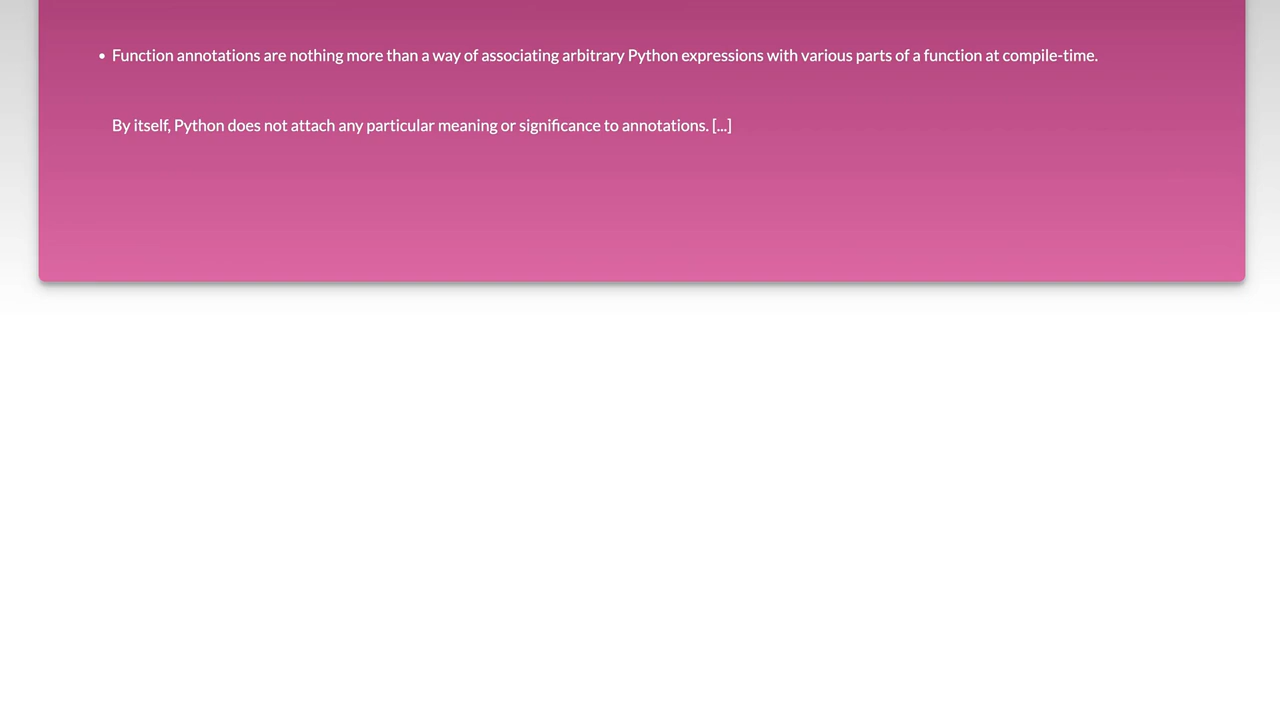 • Function annotations are nothing more than a way of associating arbitrary Python expressions with various parts of a function at compile-time.
By itself, Python does not attach any particular meaning or significance to annotations. [...]